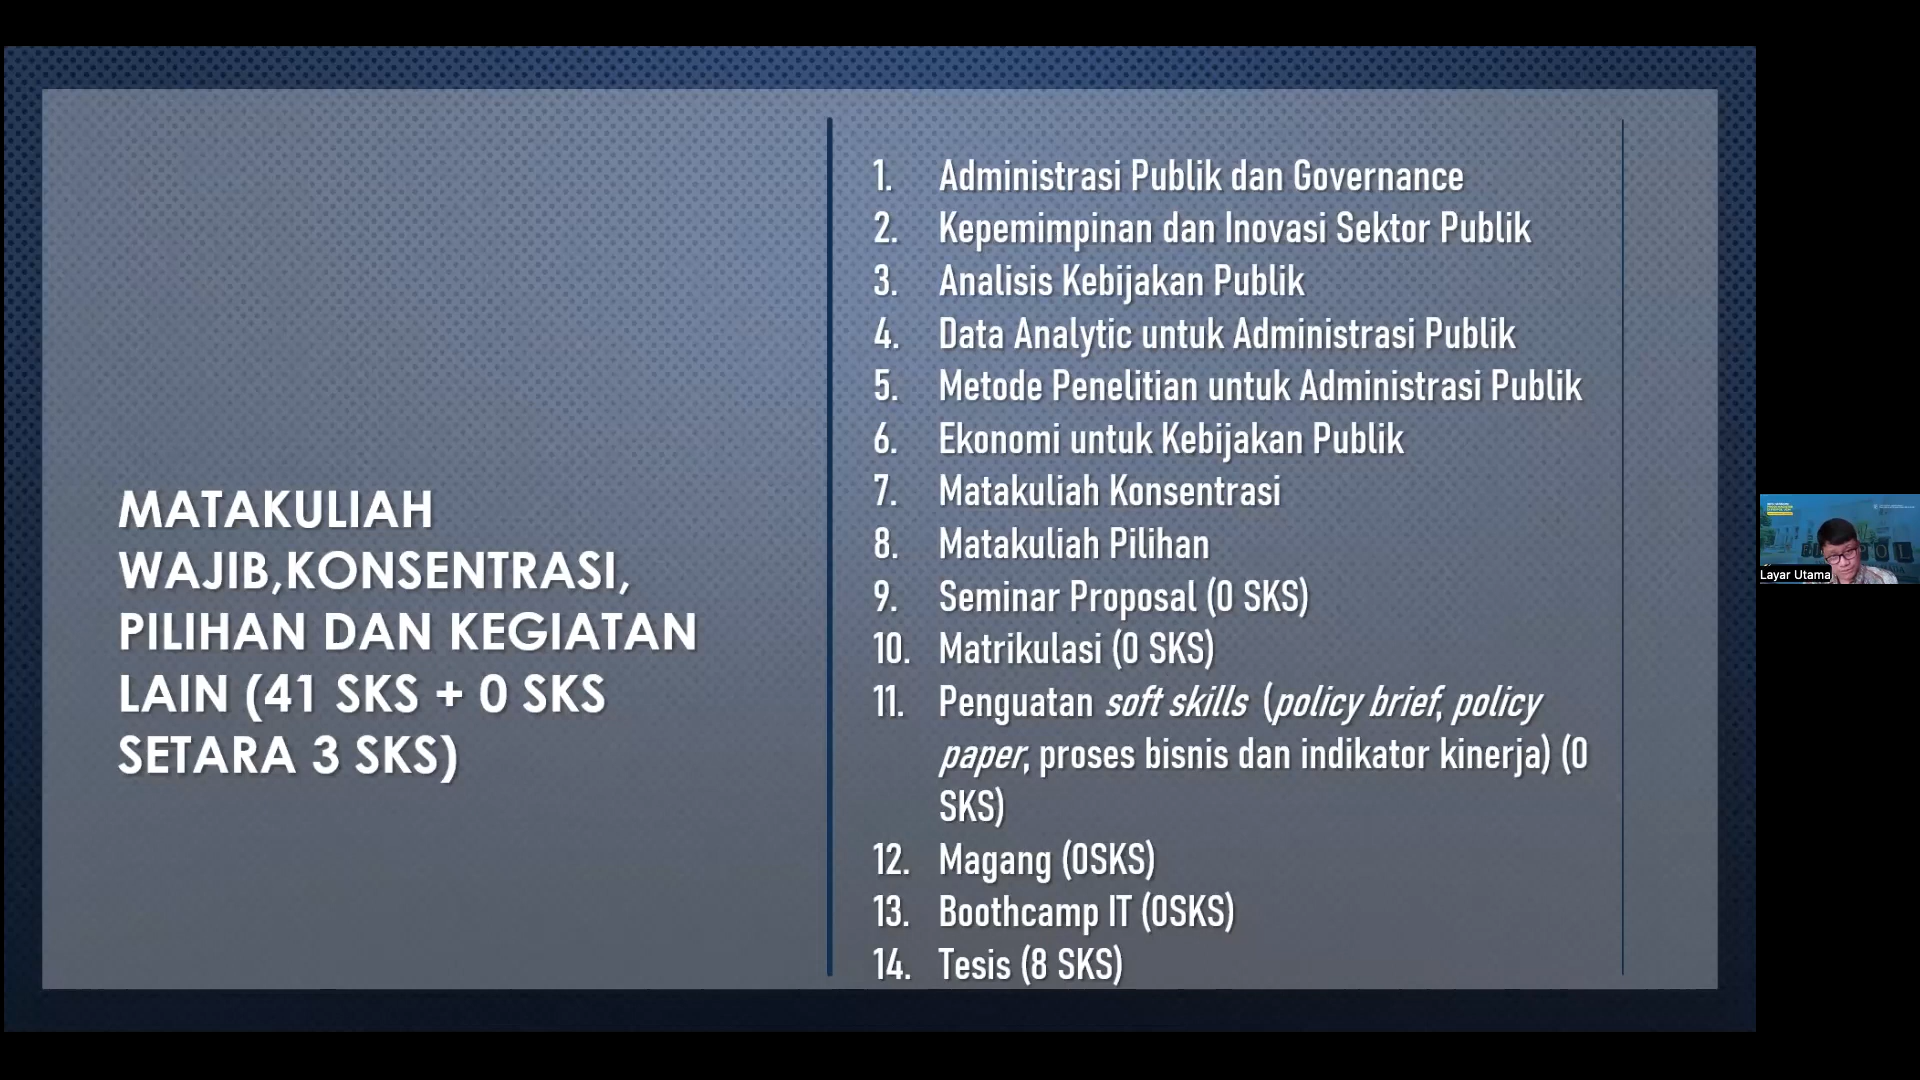 MATAKULIAH
WAJIB,KONSENTRASI,
PILIHAN DAN KEGIATAN
LAIN (41 SKS + 0 SKS
SETARA 3 SKS)
1. Administrasi Publik dan Governance
2. Kepemimpinan dan Inovasi Sektor Publik
3. Analisis Kebijakan Publik
4. Data Analytic untuk Administrasi Publik
5. Metode Penelitian untuk Administrasi Publik
6. Ekonomi untuk Kebijakan Publik
7. Matakuliah Konsentrasi
8. Matakuliah Pilihan
9. Seminar Proposal (0 SKS)
10. Matrikulasi (0 SKS)
11. Penguatan soft skills (policy brief, policy
paper, proses bisnis dan indikator kinerja) (0
SKS)
12. Magang (0SKS)
13. Boothcamp IT (0SKS)
14. Tesis (8 SKS)
Layar Utama